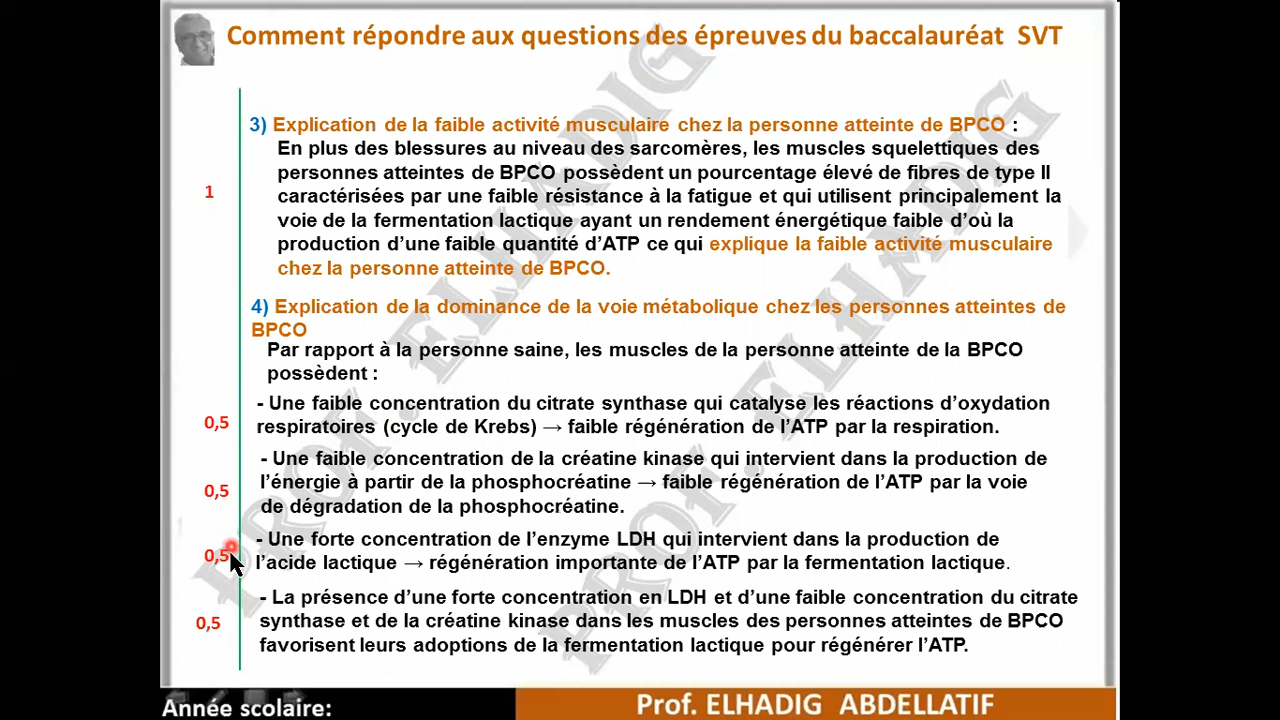 Comment répondre aux questions des épreuves du baccalauréat SVT
3) Explication de la faible activité musculaire chez la personne atteinte de BPCO :
En plus des blessures au niveau des sarcomères, les muscles squelettiques des
personnes atteintes de BPCO possèdent un pourcentage élevé de fibres de type II
1
caractérisées par une faible résistance à la fatigue et qui utilisent principalement la
voie de la fermentation lactique ayant un rendement énergétique faible d'où la
production d'une faible quantité d'ATP ce qui explique la faible activité musculaire
chez la personne atteinte de BPCO.
4) Explication de la dominance de la voie métabolique chez les personnes atteintes de
BPCO
Par rapport à la personne saine, les muscles de la personne atteinte de la BPCO
possèdent :
- Une faible concentration du citrate synthase qui catalyse les réactions d'oxydation
0,5
respiratoires (cycle de Krebs) → faible régénération de l'ATP par la respiration.
- Une faible concentration de la créatine kinase qui intervient dans la production de
0,5
l'énergie à partir de la phosphocréatine → faible régénération de l'ATP par la voie
de dégradation de la phosphocréatine.
- Une forte concentration de l'enzyme LDH qui intervient dans la production de
0,5
l'acide lactique → régénération importante de l'ATP par la fermentation lactique.
- La présence d'une forte concentration en LDH et d'une faible concentration du citrate
0,5
synthase et de la créatine kinase dans les muscles des personnes atteintes de BPCO
favorisent leurs adoptions de la fermentation lactique pour régénérer l'ATP.
PROF. ELHADIG
PROF. ELHADIG
Année scolaire:
Prof. ELHADIG ABDELLATIF